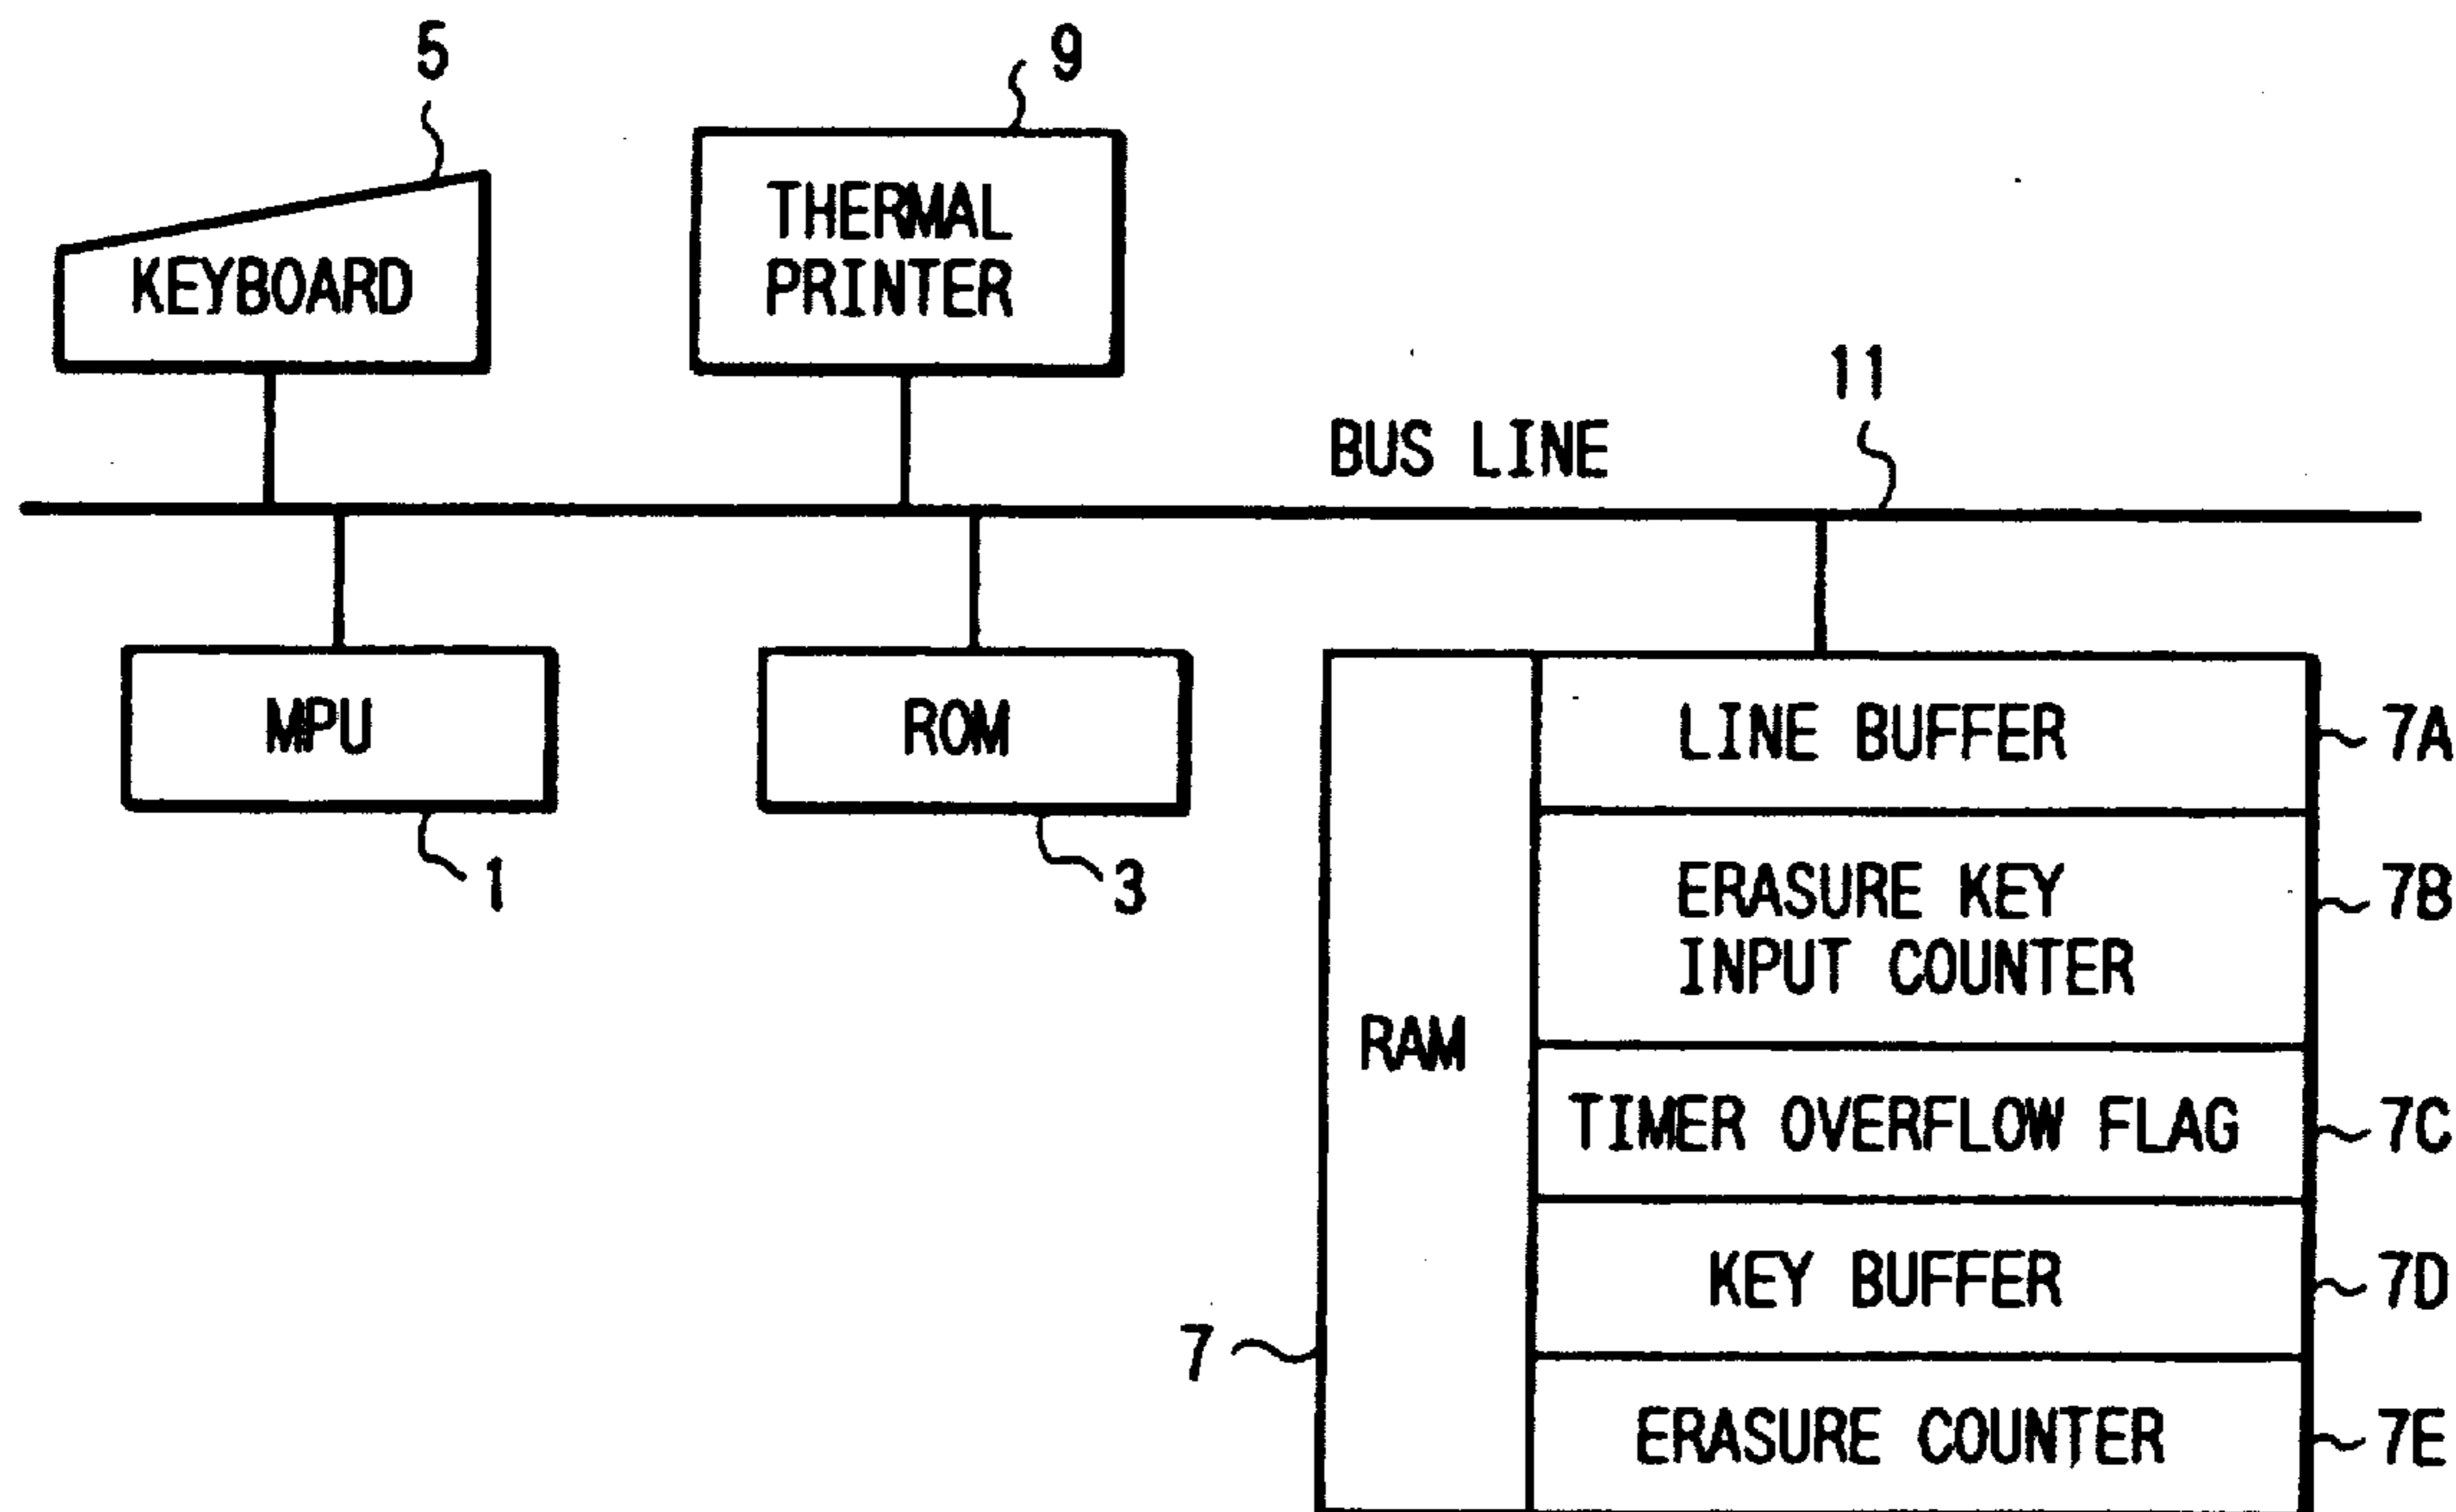 5
9
KEYBOARD
THERMAL
PRINTER
BUS LINE
11
MPU
1
ROM
3
RAM
7
LINE BUFFER
7A
ERASURE KEY
INPUT COUNTER
7B
TIMER OVERFLOW FLAG
7C
KEY BUFFER
7D
ERASURE COUNTER
7E